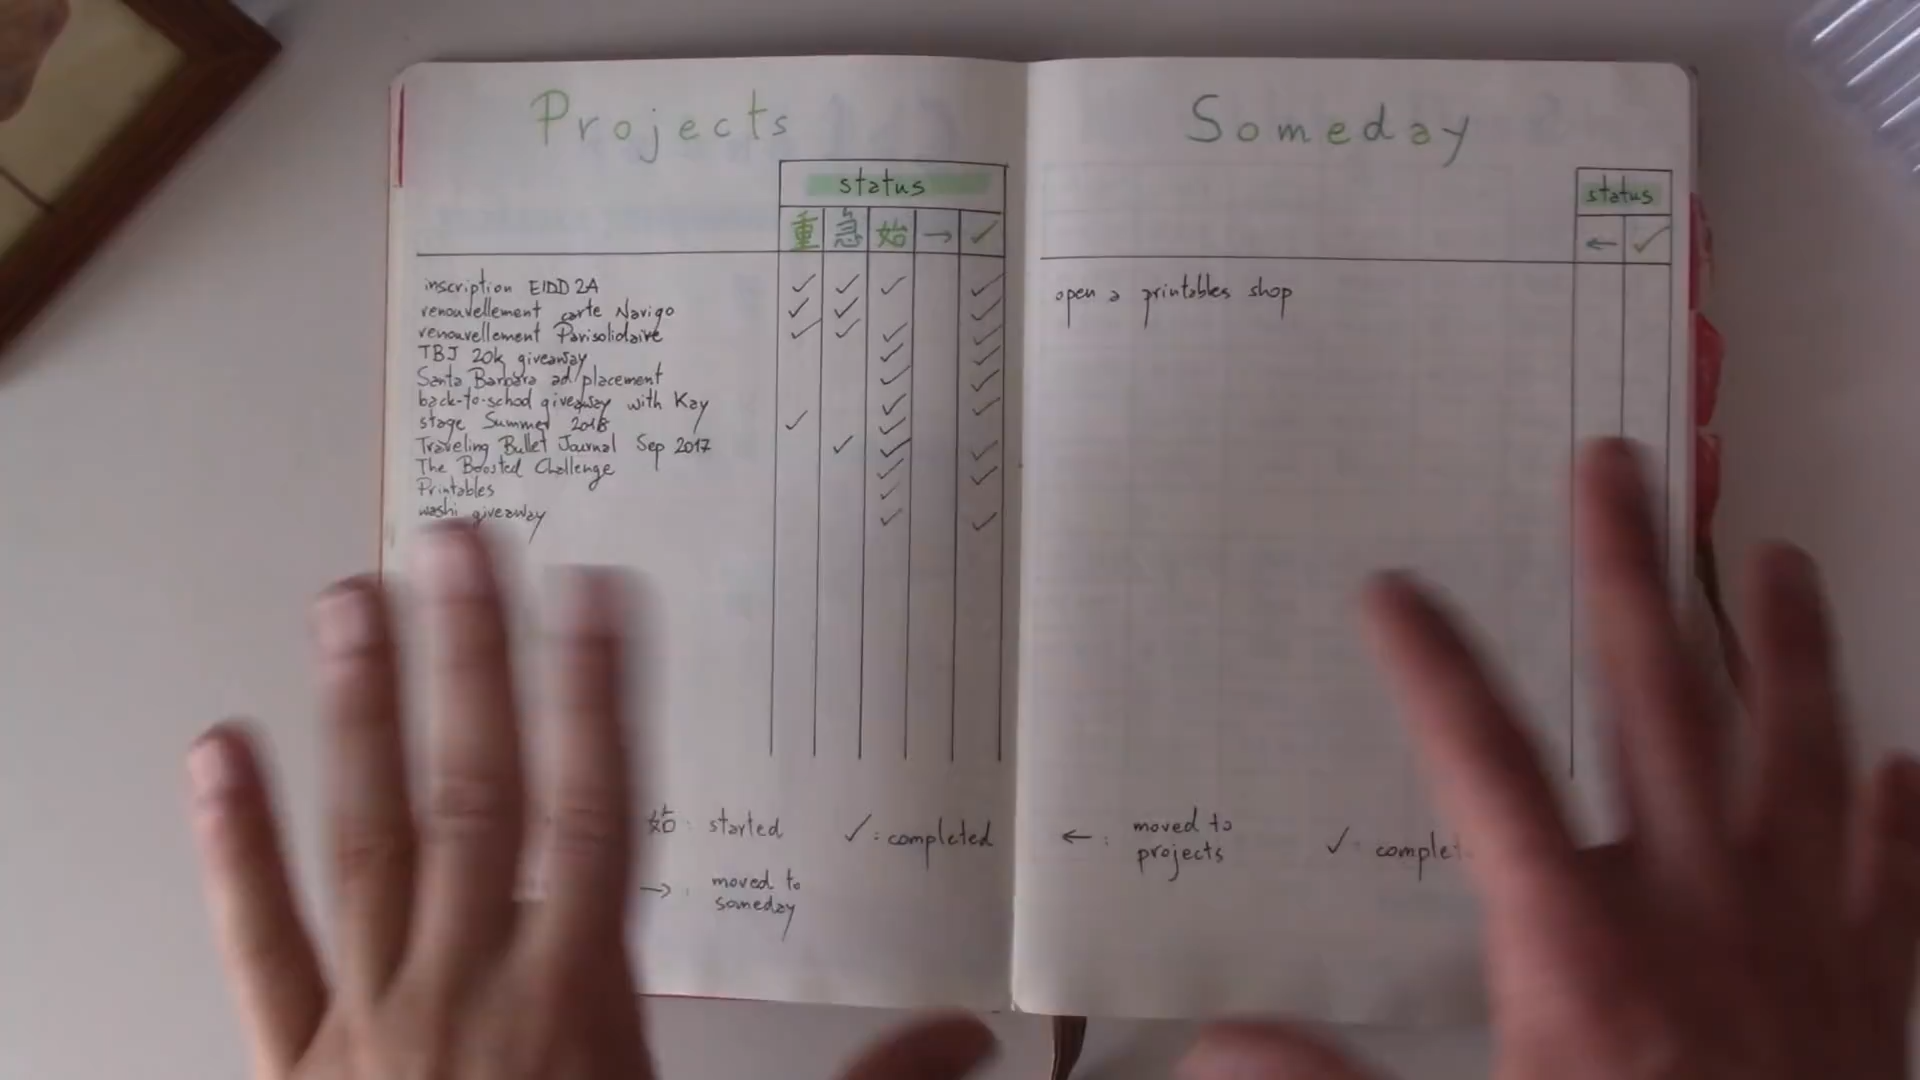 Projects
status
重 急 始 → ✓
inscription EIDD 2A ✓ ✓ ✓ ✓
renouvellement carte Navigo ✓ ✓ ✓
renouvellement Parisolidaire ✓ ✓ ✓ ✓
TBJ 20k giveaway ✓ ✓
Santa Barbara ad placement ✓ ✓
back-to-school giveaway with Kay ✓ ✓
stage Summer 2018 ✓ ✓
Traveling Bullet Journal Sep 2017 ✓ ✓ ✓
The Boosted Challenge ✓ ✓
Printables ✓
washi giveaway ✓ ✓
始 : started ✓ : completed
→ : moved to
someday
Someday
status
← ✓
open a printables shop
← : moved to
projects
✓ : complet